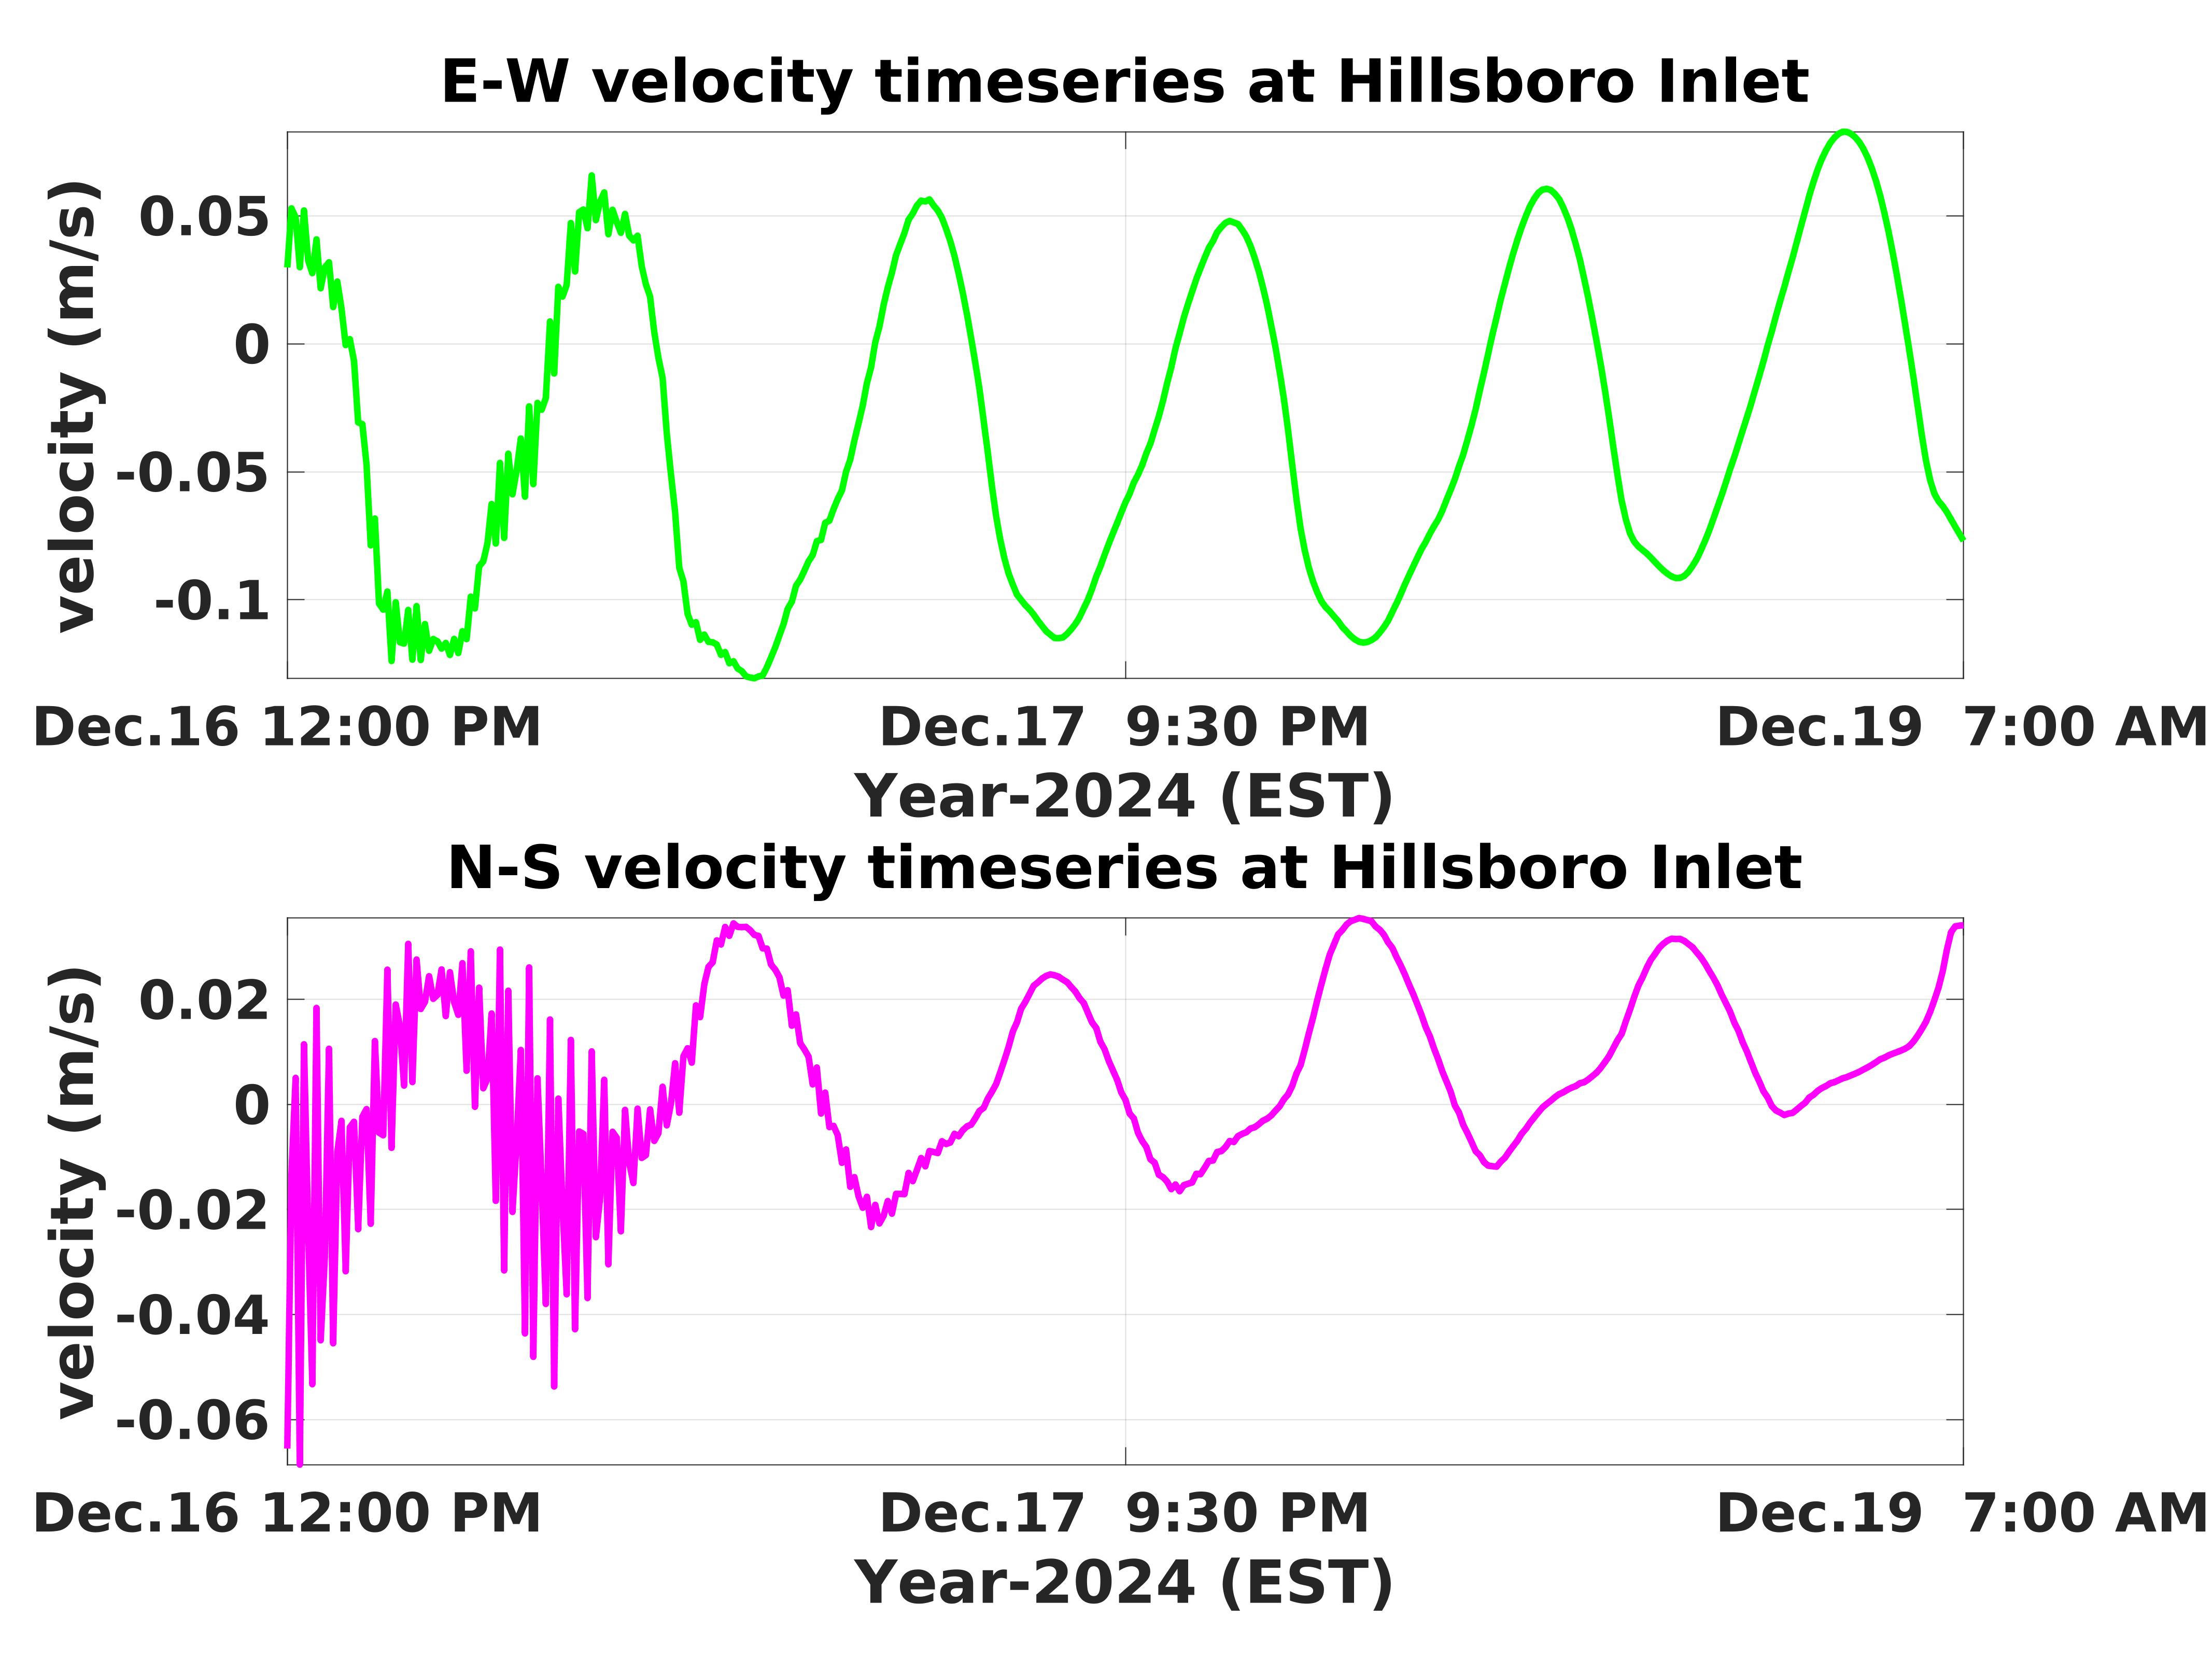 E-W velocity timeseries at Hillsboro Inlet
velocity (m/s)
0.05
0
-0.05
-0.1
Dec.16 12:00 PM
Dec.17  9:30 PM
Dec.19  7:00 AM
Year-2024 (EST)
N-S velocity timeseries at Hillsboro Inlet
velocity (m/s)
0.02
0
-0.02
-0.04
-0.06
Dec.16 12:00 PM
Dec.17  9:30 PM
Dec.19  7:00 AM
Year-2024 (EST)